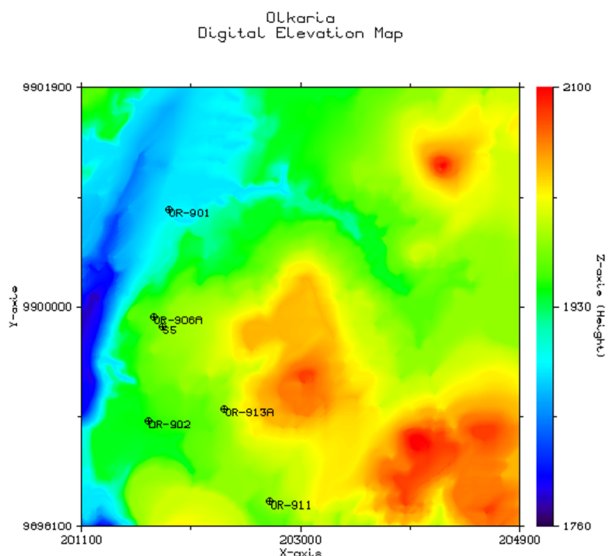 Olkaria
Digital Elevation Map
9901900
2100
OR-901
Y-axis
9900000
1930
Z-axis (Height)
OR-906A
S5
OR-913A
OR-902
OR-911
9898100
1760
201100
203000
204900
X-axis